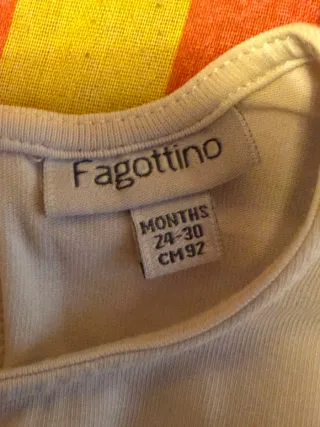 Fagottino
MONTHS
24-30
CM 92